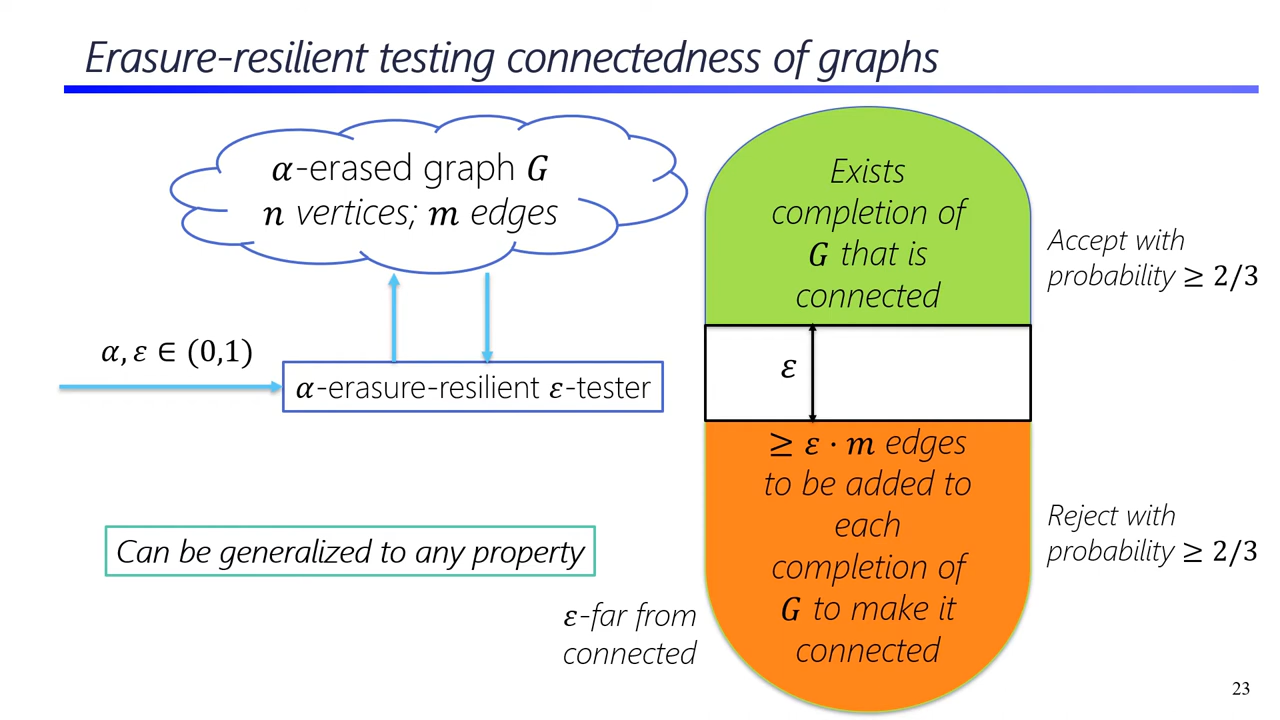 Erasure-resilient testing connectedness of graphs
α-erased graph G
n vertices; m edges
α, ε ∈ (0,1)
α-erasure-resilient ε-tester
Can be generalized to any property
Exists
completion of
G that is
connected
Accept with
probability ≥ 2/3
ε
≥ ε · m edges
to be added to
each
completion of
G to make it
connected
Reject with
probability ≥ 2/3
ε-far from
connected
23